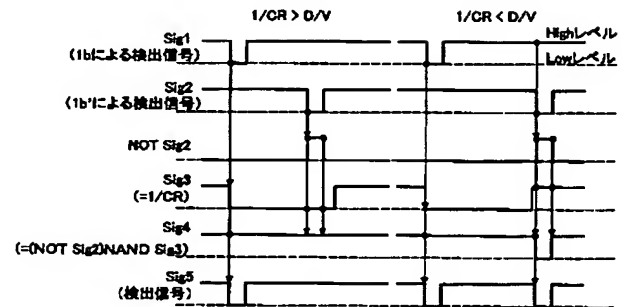 1/CR > D/V
1/CR < D/V
Sig1
(1bによる検出信号)
Highレベル
Lowレベル
Sig2
(1b'による検出信号)
NOT Sig2
Sig3
(=1/CR)
Sig4
(=(NOT Sig2)NAND Sig3)
Sig5
(検出信号)